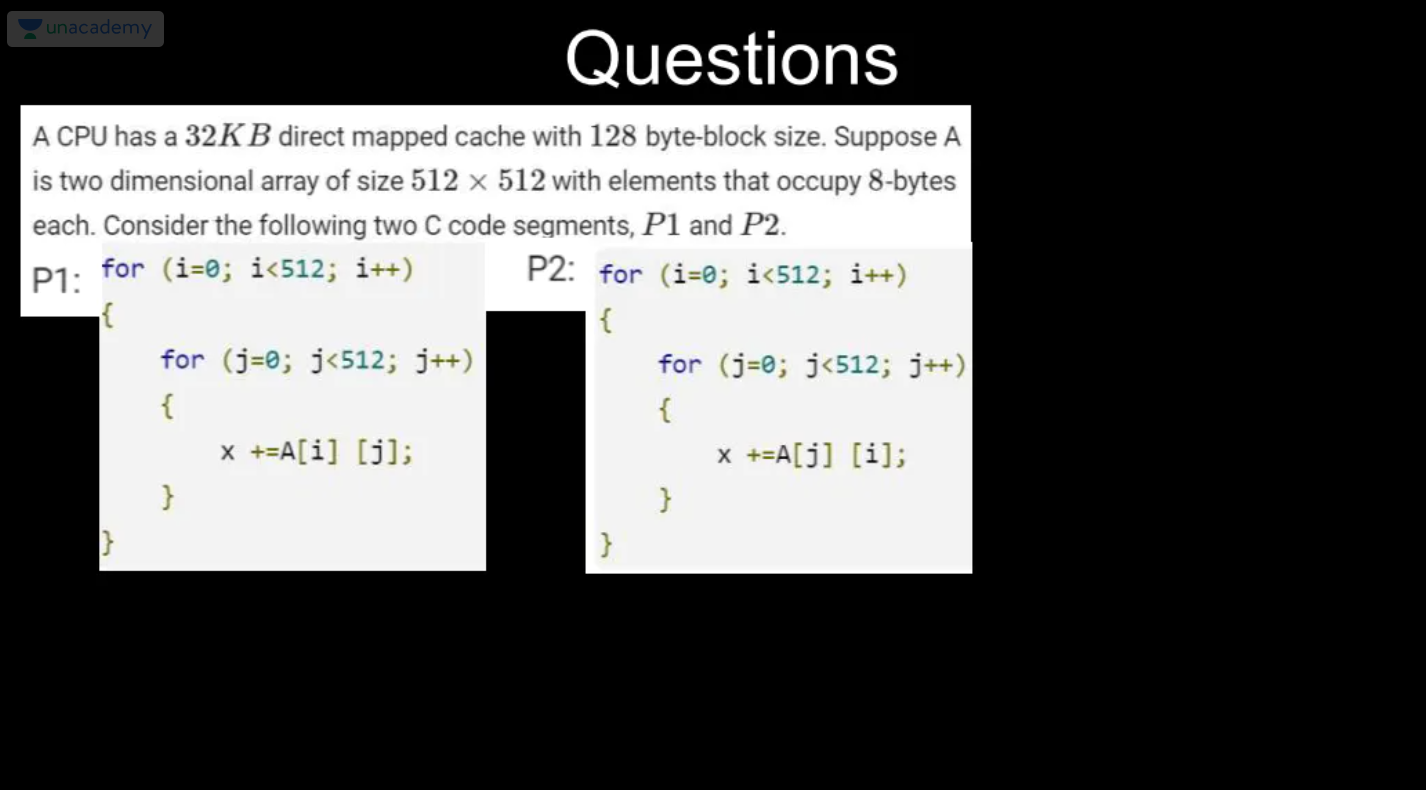 unacademy
Questions
A CPU has a 32KB direct mapped cache with 128 byte-block size. Suppose A
is two dimensional array of size 512 × 512 with elements that occupy 8-bytes
each. Consider the following two C code segments, P1 and P2.
P1:
for (i=0; i<512; i++)
{
for (j=0; j<512; j++)
{
x +=A[i] [j];
}
}
P2:
for (i=0; i<512; i++)
{
for (j=0; j<512; j++)
{
x +=A[j] [i];
}
}